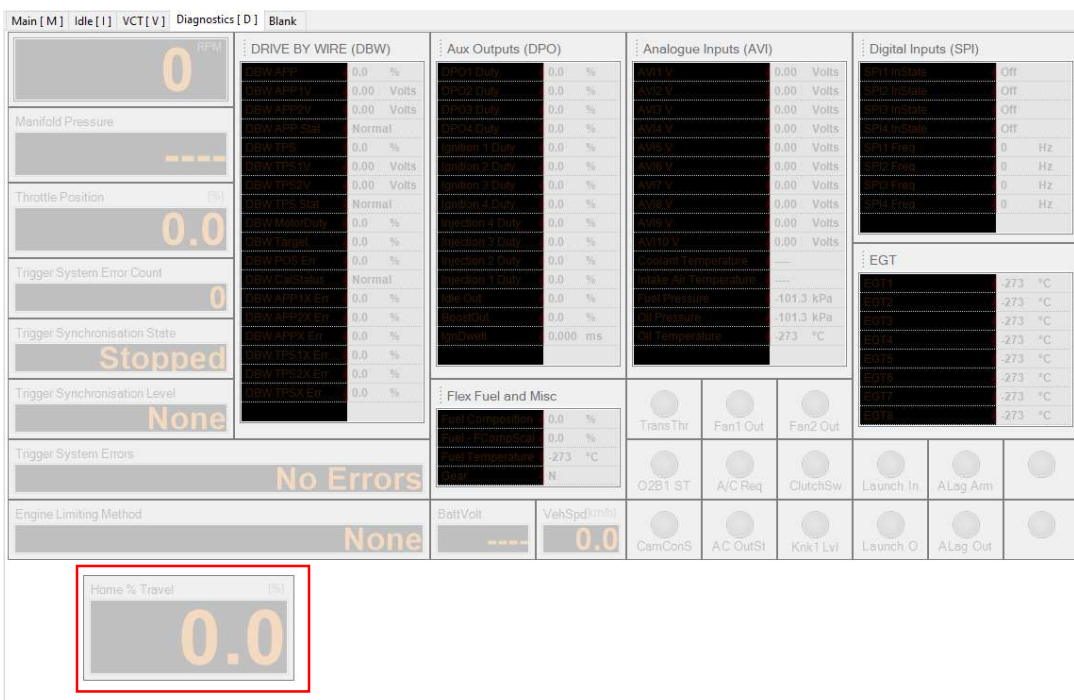 Main [ M ] Idle [ I ] VCT [ V ] Diagnostics [ D ] Blank
RPM
0
Manifold Pressure
----
Throttle Position [%]
0.0
Trigger System Error Count
0
Trigger Synchronisation State
Stopped
Trigger Synchronisation Level
None
Trigger System Errors
No Errors
Engine Limiting Method
None
DRIVE BY WIRE (DBW)
DBW APP 0.0 %
DBW APP1V 0.00 Volts
DBW APP2V 0.00 Volts
DBW APP Stat Normal
DBW TPS 0.0 %
DBW TPS1V 0.00 Volts
DBW TPS2V 0.00 Volts
DBW TPS Stat Normal
DBW MotorDuty 0.0 %
DBW Target 0.0 %
DBW POS Err 0.0 %
DBW CalStatus Normal
DBW APP1X Err 0.0 %
DBW APP2X Err 0.0 %
DBW APPX Err 0.0 %
DBW TPS1X Err 0.0 %
DBW TPS2X Err 0.0 %
DBW TPSX Err 0.0 %
Aux Outputs (DPO)
DPO1 Duty 0.0 %
DPO2 Duty 0.0 %
DPO3 Duty 0.0 %
DPO4 Duty 0.0 %
Ignition 1 Duty 0.0 %
Ignition 2 Duty 0.0 %
Ignition 3 Duty 0.0 %
Ignition 4 Duty 0.0 %
Injection 4 Duty 0.0 %
Injection 3 Duty 0.0 %
Injection 2 Duty 0.0 %
Injection 1 Duty 0.0 %
Idle Out 0.0 %
BoostOut 0.0 %
IgnDwell 0.000 ms
Flex Fuel and Misc
Fuel Composition 0.0 %
Fuel - FCompScal 0.0 %
Fuel Temperature -273 °C
Gear N
BattVolt
----
VehSpd [km/h]
0.0
Analogue Inputs (AVI)
AVI1 V 0.00 Volts
AVI2 V 0.00 Volts
AVI3 V 0.00 Volts
AVI4 V 0.00 Volts
AVI5 V 0.00 Volts
AVI6 V 0.00 Volts
AVI7 V 0.00 Volts
AVI8 V 0.00 Volts
AVI9 V 0.00 Volts
AVI10 V 0.00 Volts
Coolant Temperature ----
Intake Air Temperature ----
Fuel Pressure -101.3 kPa
Oil Pressure -101.3 kPa
Oil Temperature -273 °C
Digital Inputs (SPI)
SPI1 InState Off
SPI2 InState Off
SPI3 InState Off
SPI4 InState Off
SPI1 Freq 0 Hz
SPI2 Freq 0 Hz
SPI3 Freq 0 Hz
SPI4 Freq 0 Hz
EGT
EGT1 -273 °C
EGT2 -273 °C
EGT3 -273 °C
EGT4 -273 °C
EGT5 -273 °C
EGT6 -273 °C
EGT7 -273 °C
EGT8 -273 °C
TransThr Fan1 Out Fan2 Out
O2B1 ST A/C Req ClutchSw Launch In ALag Arm
CamConS AC OutSt Knk1 Lvl Launch O ALag Out
Home % Travel [%]
0.0